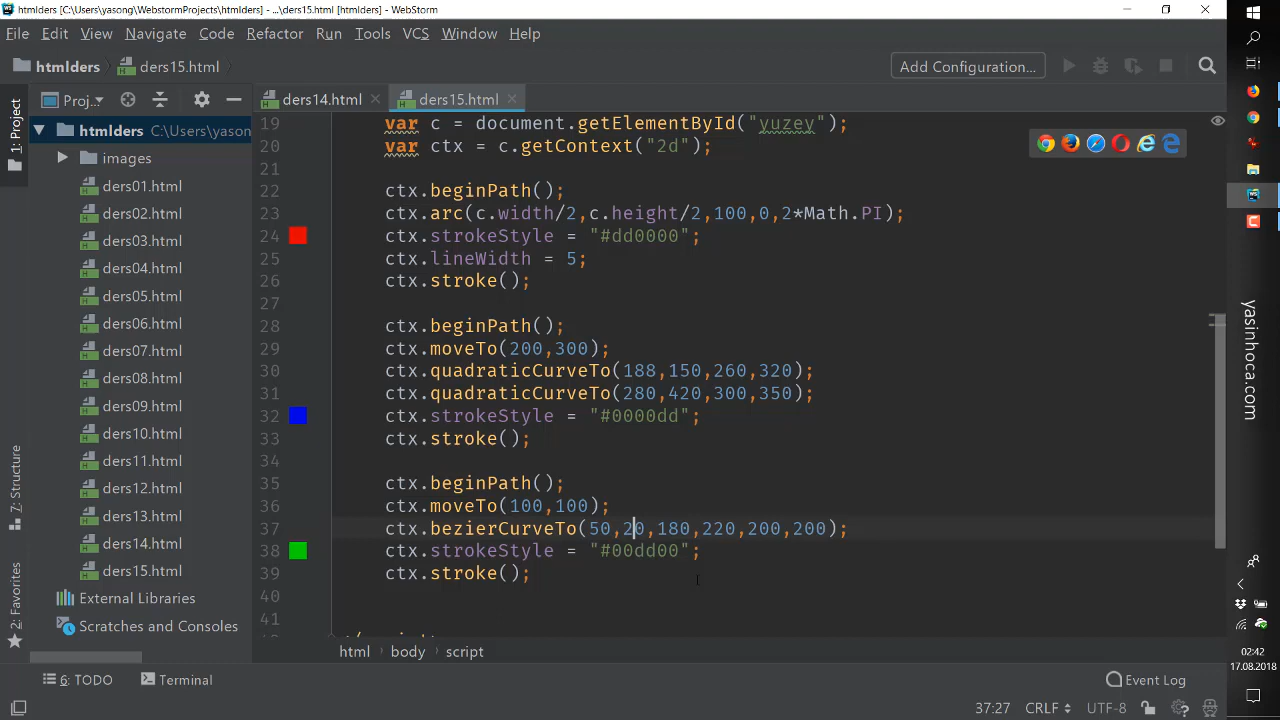 htmlders [C:\Users\yasong\WebstormProjects\htmlders] - ...\ders15.html [htmlders] - WebStorm
File Edit View Navigate Code Refactor Run Tools VCS Window Help
htmlders ders15.html Add Configuration...
1: Project
Proj...
ders14.html ders15.html
htmlders C:\Users\yason
images
ders01.html
ders02.html
ders03.html
ders04.html
ders05.html
ders06.html
ders07.html
ders08.html
ders09.html
ders10.html
ders11.html
ders12.html
ders13.html
ders14.html
ders15.html
External Libraries
Scratches and Consoles
7: Structure
2: Favorites
19 var c = document.getElementById("yuzey");
20 var ctx = c.getContext("2d");
21
22 ctx.beginPath();
23 ctx.arc(c.width/2,c.height/2,100,0,2*Math.PI);
24 ctx.strokeStyle = "#dd0000";
25 ctx.lineWidth = 5;
26 ctx.stroke();
27
28 ctx.beginPath();
29 ctx.moveTo(200,300);
30 ctx.quadraticCurveTo(188,150,260,320);
31 ctx.quadraticCurveTo(280,420,300,350);
32 ctx.strokeStyle = "#0000dd";
33 ctx.stroke();
34
35 ctx.beginPath();
36 ctx.moveTo(100,100);
37 ctx.bezierCurveTo(50,20,180,220,200,200);
38 ctx.strokeStyle = "#00dd00";
39 ctx.stroke();
40
41
html body script
6: TODO Terminal Event Log
37:27 CRLF UTF-8
yasinhoca.com
02:42
17.08.2018